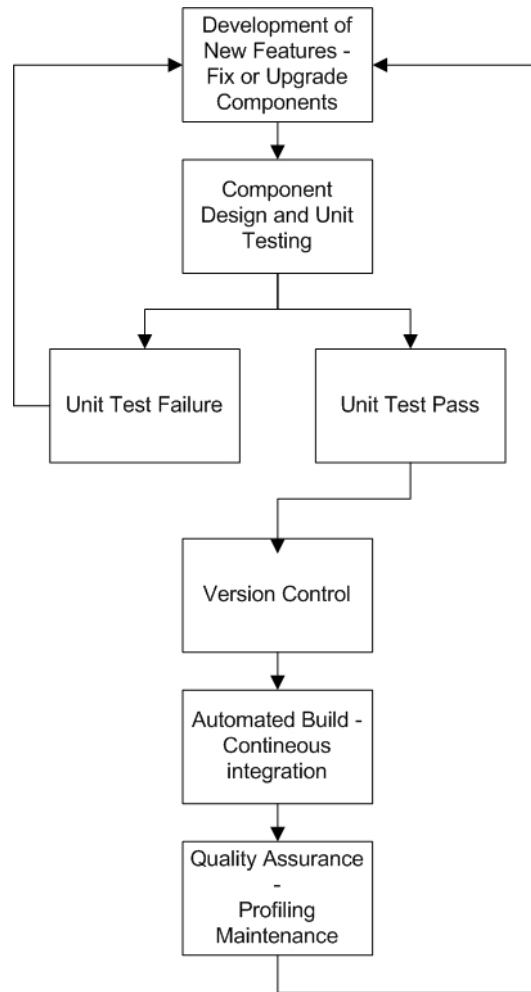 Development of
New Features -
Fix or Upgrade
Components
Component
Design and Unit
Testing
Unit Test Failure
Unit Test Pass
Version Control
Automated Build -
Contineous
integration
Quality Assurance
-
Profiling
Maintenance